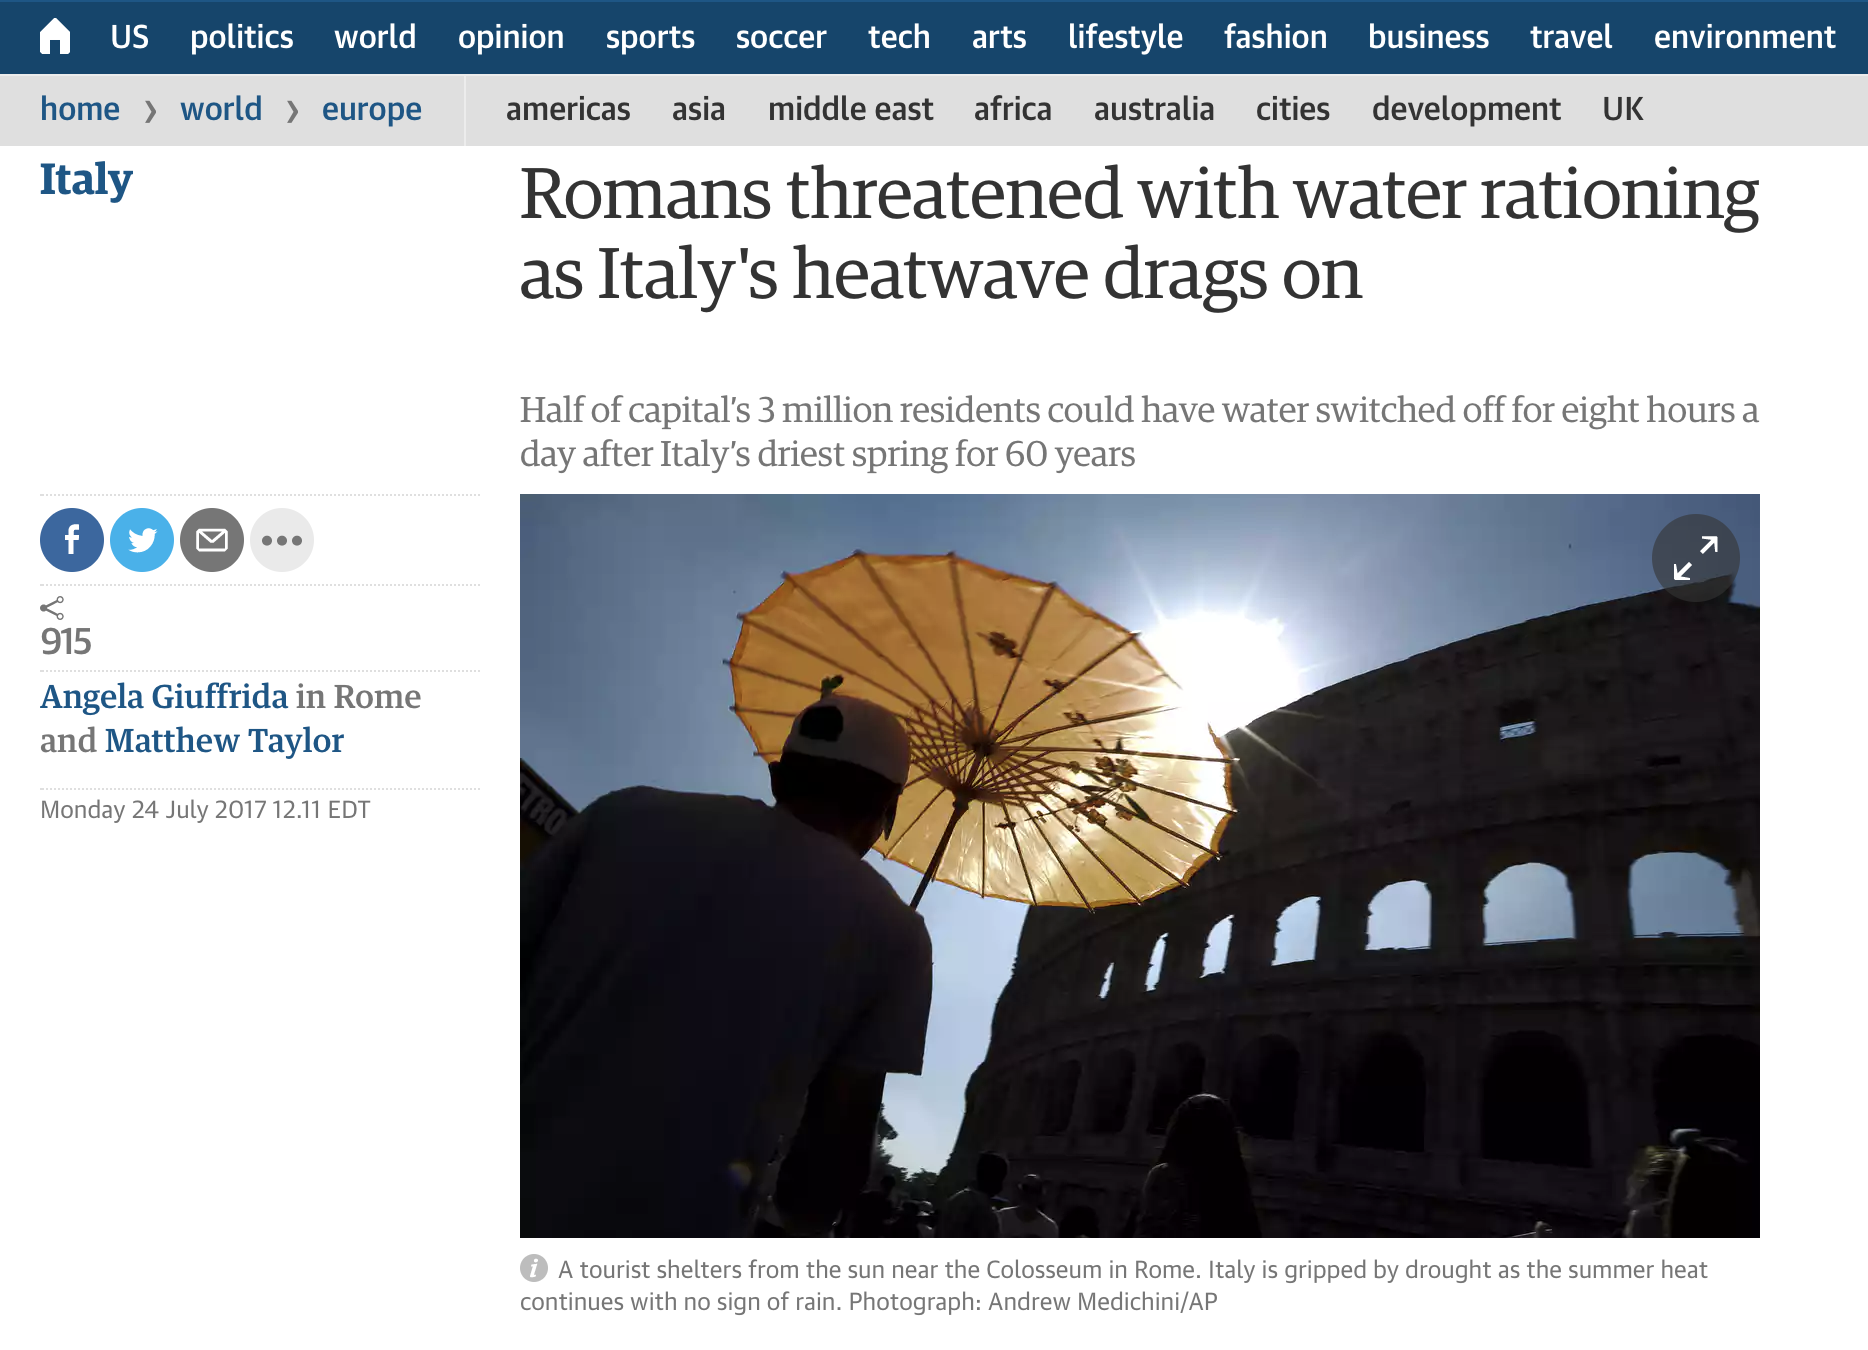 US politics world opinion sports soccer tech arts lifestyle fashion business travel environment
home › world › europe americas asia middle east africa australia cities development UK
Italy
Romans threatened with water rationing
as Italy's heatwave drags on
Half of capital’s 3 million residents could have water switched off for eight hours a
day after Italy’s driest spring for 60 years
915
Angela Giuffrida in Rome
and Matthew Taylor
Monday 24 July 2017 12.11 EDT
ETRO
A tourist shelters from the sun near the Colosseum in Rome. Italy is gripped by drought as the summer heat
continues with no sign of rain. Photograph: Andrew Medichini/AP